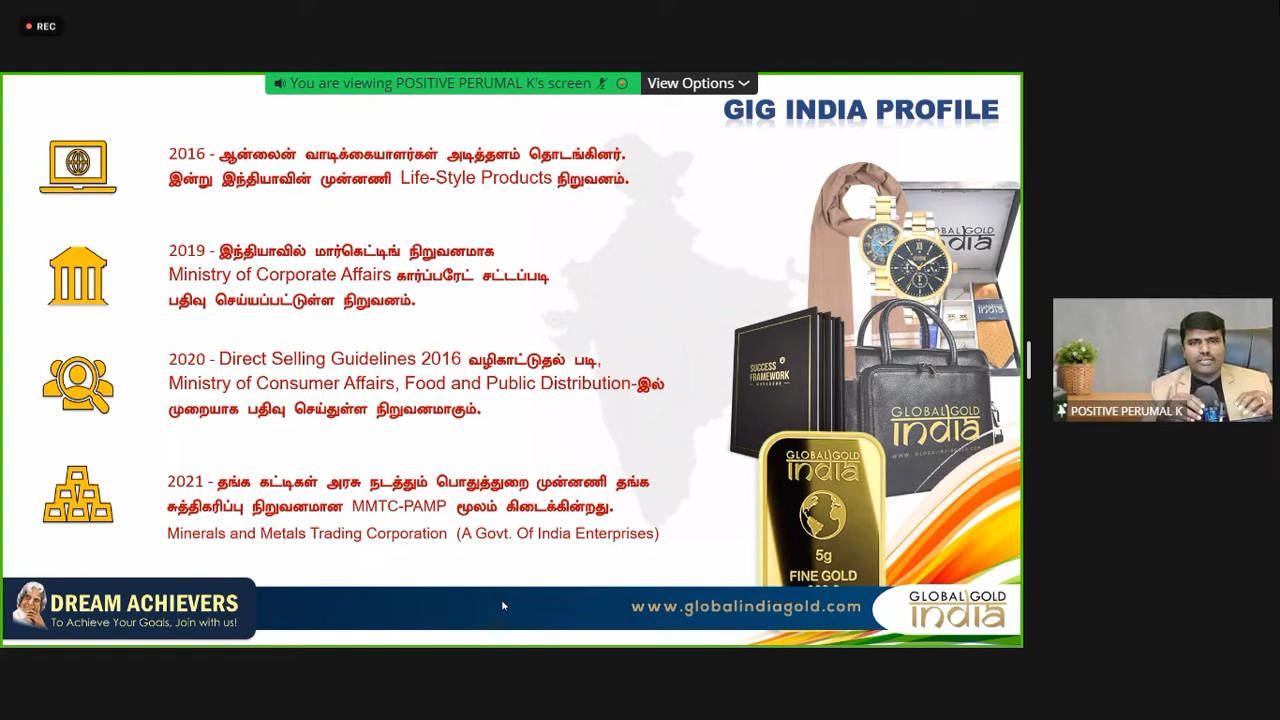 REC
You are viewing POSITIVE PERUMAL K's screen
View Options
GIG INDIA PROFILE
2016 - ஆன்லைன் வாடிக்கையாளர்கள் அடித்தளம் தொடங்கினர்.
இன்று இந்தியாவின் முன்னணி Life-Style Products நிறுவனம்.
2019 - இந்தியாவில் மார்கெட்டிங் நிறுவனமாக
Ministry of Corporate Affairs கார்ப்பரேட் சட்டப்படி
பதிவு செய்யப்பட்டுள்ள நிறுவனம்.
2020 - Direct Selling Guidelines 2016 வழிகாட்டுதல் படி,
Ministry of Consumer Affairs, Food and Public Distribution-இல்
முறையாக பதிவு செய்துள்ள நிறுவனமாகும்.
2021 - தங்க கட்டிகள் அரசு நடத்தும் பொதுத்துறை முன்னணி தங்க
சுத்திகரிப்பு நிறுவனமான MMTC-PAMP மூலம் கிடைக்கின்றது.
Minerals and Metals Trading Corporation (A Govt. Of India Enterprises)
GLOBAL GOLD
India
SUCCESS
FRAMEWORK
GLOBAL GOLD
India
GLOBAL GOLD
India
5g
FINE GOLD
POSITIVE PERUMAL K
DREAM ACHIEVERS
To Achieve Your Goals, Join with us!
www.globalindiagold.com
GLOBAL GOLD
India